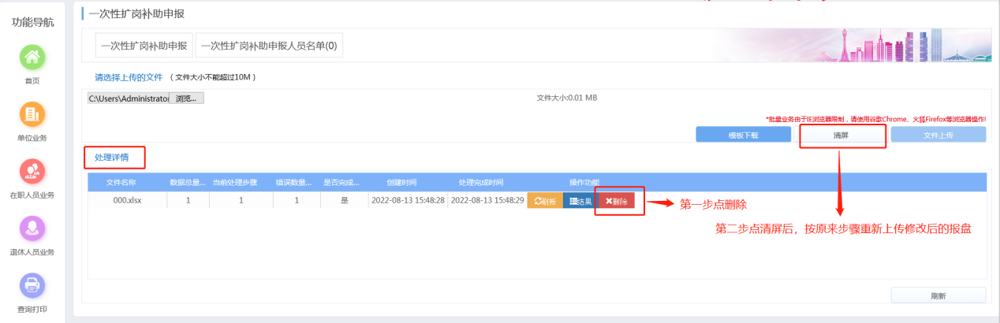 功能导航
首页
单位业务
在职人员业务
退休人员业务
查询打印
一次性扩岗补助申报
一次性扩岗补助申报 一次性扩岗补助申报人员名单(0)
请选择上传的文件 （文件大小不能超过10M）
C:\Users\Administrator 浏览... 文件大小:0.01 MB
*批量业务由于IE浏览器限制，请使用谷歌Chrome、火狐Firefox等浏览器操作!
模板下载 清屏 文件上传
处理详情
文件名称 数据总量... 当前处理步骤 错误数量... 是否完成... 创建时间 处理完成时间 操作功能
000.xlsx 1 1 1 是 2022-08-13 15:48:28 2022-08-13 15:48:29 刷新 结果 删除
第一步点删除
第二步点清屏后，按原来步骤重新上传修改后的报盘
刷新